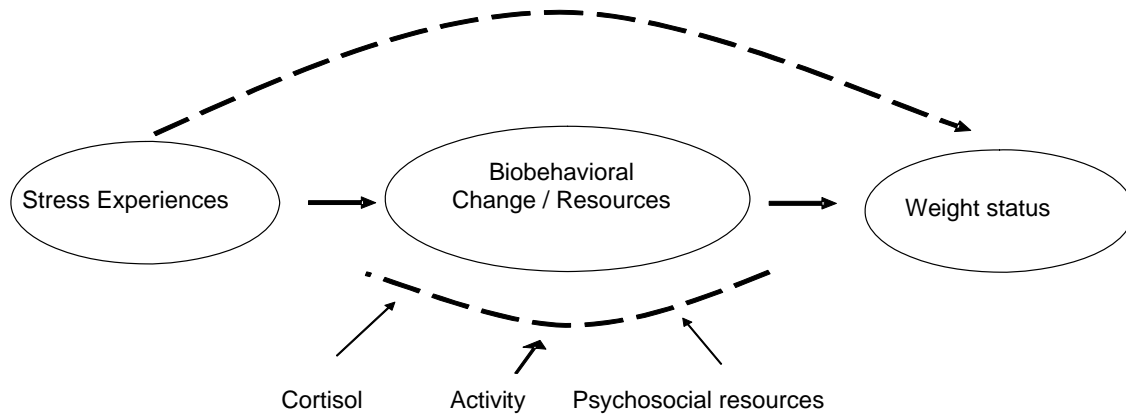 Stress Experiences
Biobehavioral
Change / Resources
Weight status
Cortisol
Activity
Psychosocial resources